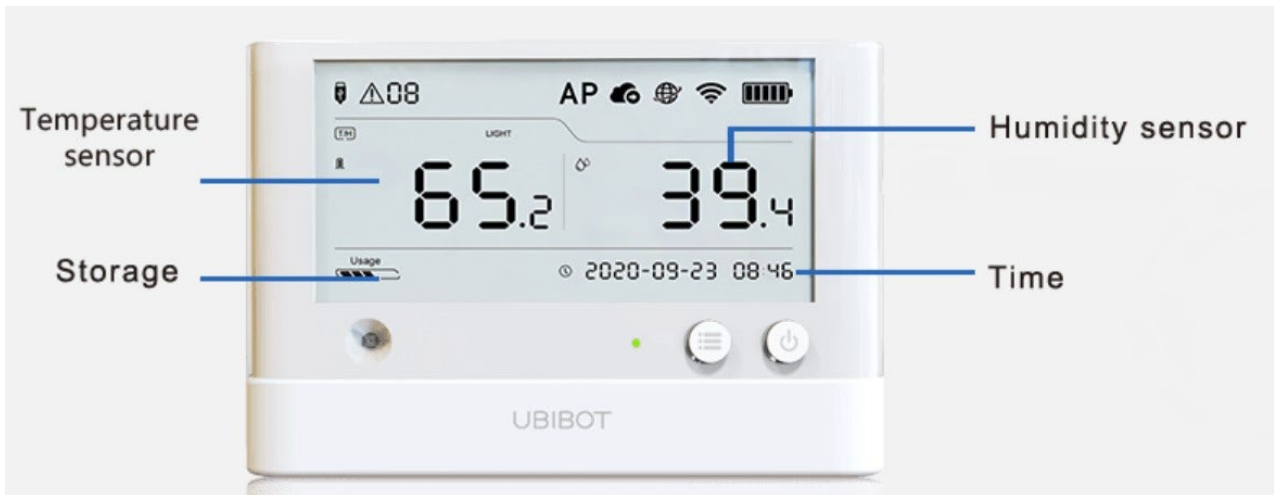 08
AP
Temperature
sensor
T/H
LIGHT
Humidity sensor
65.2
39.4
Storage
Usage
2020-09-23 08:46
Time
UBIBOT